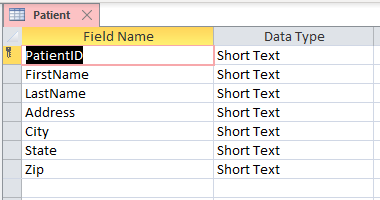 Patient
Field Name Data Type
PatientID Short Text
FirstName Short Text
LastName Short Text
Address Short Text
City Short Text
State Short Text
Zip Short Text